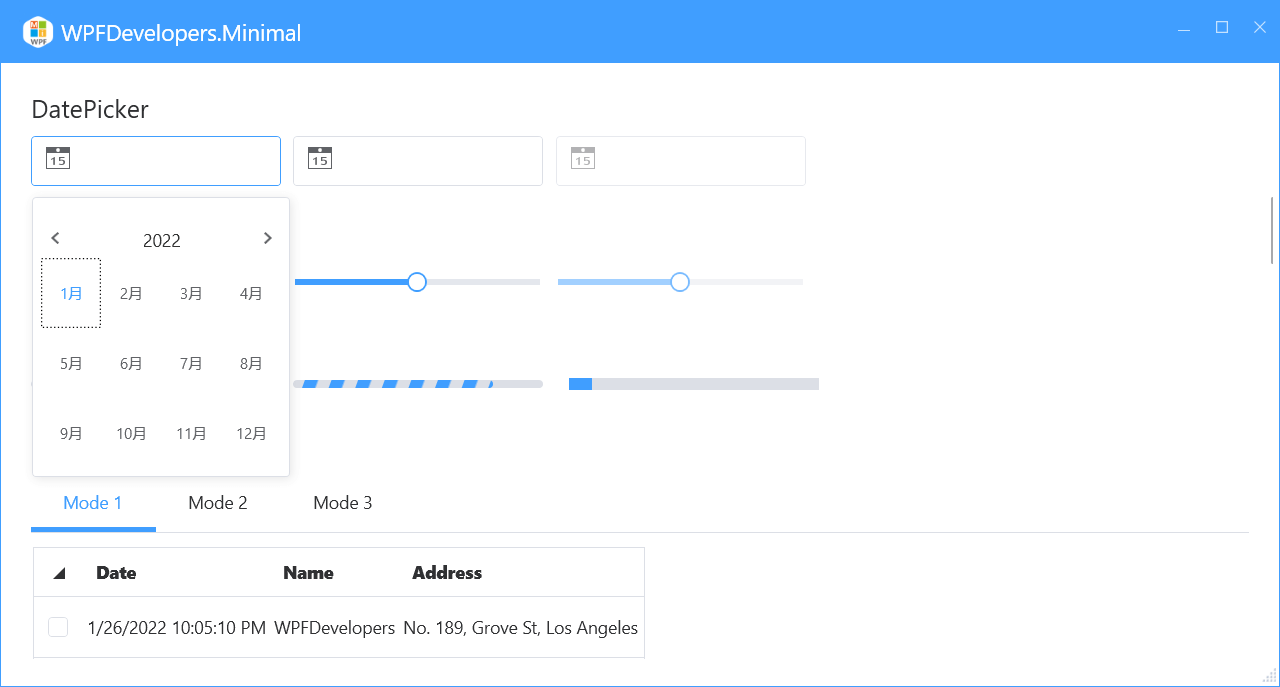 WPFDevelopers.Minimal
DatePicker
15 15 15
2022
1月 2月 3月 4月
5月 6月 7月 8月
9月 10月 11月 12月
Mode 1 Mode 2 Mode 3
Date Name Address
1/26/2022 10:05:10 PM WPFDevelopers No. 189, Grove St, Los Angeles